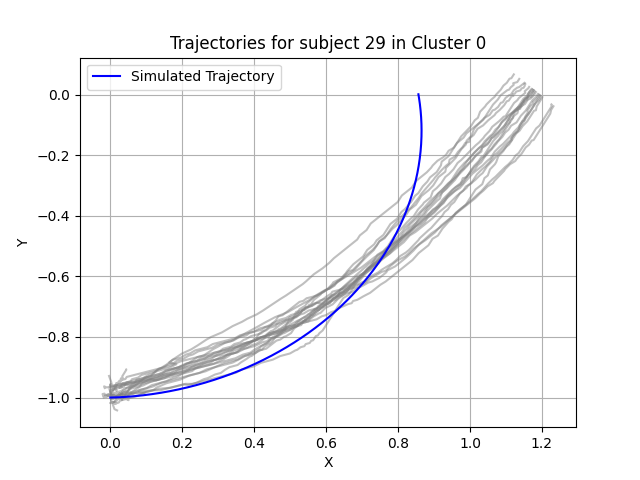 Trajectories for subject 29 in Cluster 0
Simulated Trajectory
0.0
−0.2
−0.4
−0.6
−0.8
−1.0
Y
0.0 0.2 0.4 0.6 0.8 1.0 1.2
X